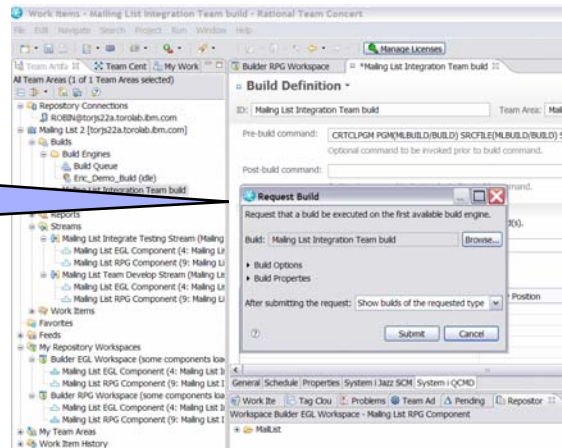 Work Items - Mailing List Integration Team build - Rational Team Concert
File Edit Navigate Search Project Run Window Help
Manage Licenses
Team Artifa Team Cent My Work
All Team Areas (1 of 1 Team Areas selected)
Repository Connections
ROBIN@torjs22a.torolab.ibm.com
Mailing List 2 [torjs22a.torolab.ibm.com]
Builds
Build Engines
Build Queue
Eric_Demo_Build (idle)
Mailing List Integration Team build
Reports
Streams
Mailing List Integrate Testing Stream (Mailing
Mailing List EGL Component (4: Mailing Li
Mailing List RPG Component (9: Mailing Li
Mailing List Team Develop Stream (Mailing Li
Mailing List EGL Component (4: Mailing Li
Mailing List RPG Component (9: Mailing Li
Work Items
Favorites
Feeds
My Repository Workspaces
Builder EGL Workspace (some components loa
Mailing List EGL Component (4: Mailing List I
Mailing List RPG Component (9: Mailing List
Builder RPG Workspace (some components loa
Mailing List EGL Component (4: Mailing List I
Mailing List RPG Component (9: Mailing List
My Team Areas
Work Item History
Builder RPG Workspace *Mailing List Integration Team build
Build Definition
ID: Mailing List Integration Team build Team Area: Mail
Pre-build command: CRTCLPGM PGM(MLBUILD/BUILD) SRCFILE(MLBUILD/BUILD) S
Optional command to be invoked prior to build command.
Post-build command:
d(s).
Position
Request Build
Request that a build be executed on the first available build engine.
Build: Mailing List Integration Team build Browse...
Build Options
Build Properties
After submitting the request: Show builds of the requested type
Submit Cancel
General Schedule Properties System i Jazz SCM System i QCMD
Work Ite Tag Clou Problems Team Ad Pending Repositor
Workspace Builder EGL Workspace - Mailing List RPG Component
MailList